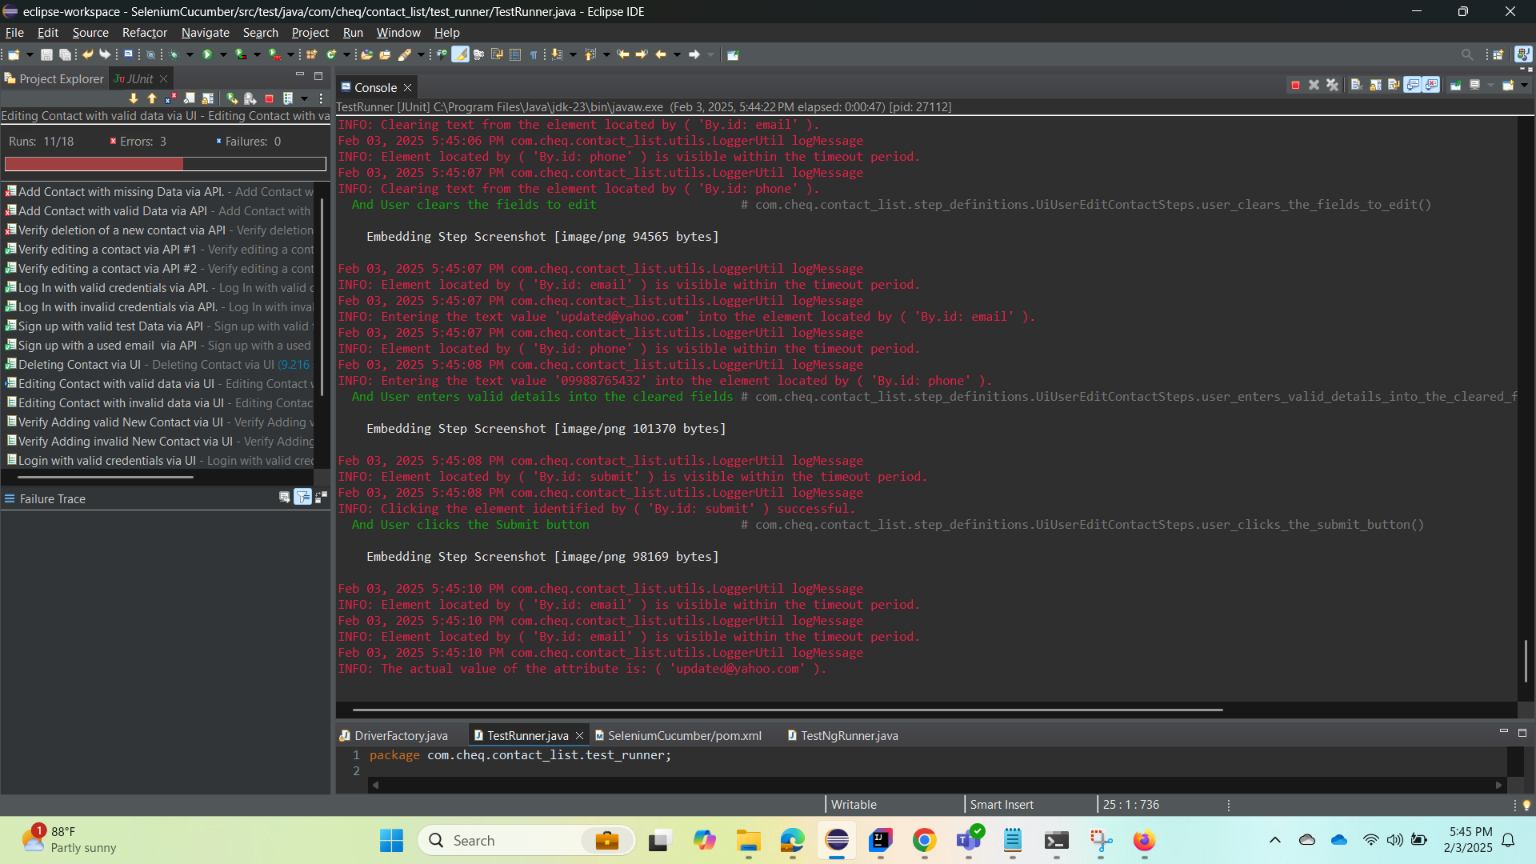 eclipse-workspace - SeleniumCucumber/src/test/java/com/cheq/contact_list/test_runner/TestRunner.java - Eclipse IDE
File Edit Source Refactor Navigate Search Project Run Window Help
Project Explorer JUnit
Editing Contact with valid data via UI - Editing Contact with va
Runs: 11/18 Errors: 3 Failures: 0
Add Contact with missing Data via API. - Add Contact w
Add Contact with valid Data via API - Add Contact with
Verify deletion of a new contact via API - Verify deletion
Verify editing a contact via API #1 - Verify editing a cont
Verify editing a contact via API #2 - Verify editing a cont
Log In with valid credentials via API. - Log In with valid c
Log In with invalid credentials via API. - Log In with inva
Sign up with valid test Data via API - Sign up with valid
Sign up with a used email via API - Sign up with a used
Deleting Contact via UI - Deleting Contact via UI (9.216
Editing Contact with valid data via UI - Editing Contact v
Editing Contact with invalid data via UI - Editing Contac
Verify Adding valid New Contact via UI - Verify Adding v
Verify Adding invalid New Contact via UI - Verify Adding
Login with valid credentials via UI - Login with valid cred
Failure Trace
Console
TestRunner [JUnit] C:\Program Files\Java\jdk-23\bin\javaw.exe (Feb 3, 2025, 5:44:22 PM elapsed: 0:00:47) [pid: 27112]
INFO: Clearing text from the element located by ( 'By.id: email' ).
Feb 03, 2025 5:45:06 PM com.cheq.contact_list.utils.LoggerUtil logMessage
INFO: Element located by ( 'By.id: phone' ) is visible within the timeout period.
Feb 03, 2025 5:45:07 PM com.cheq.contact_list.utils.LoggerUtil logMessage
INFO: Clearing text from the element located by ( 'By.id: phone' ).
And User clears the fields to edit # com.cheq.contact_list.step_definitions.UiUserEditContactSteps.user_clears_the_fields_to_edit()
Embedding Step Screenshot [image/png 94565 bytes]
Feb 03, 2025 5:45:07 PM com.cheq.contact_list.utils.LoggerUtil logMessage
INFO: Element located by ( 'By.id: email' ) is visible within the timeout period.
Feb 03, 2025 5:45:07 PM com.cheq.contact_list.utils.LoggerUtil logMessage
INFO: Entering the text value 'updated@yahoo.com' into the element located by ( 'By.id: email' ).
Feb 03, 2025 5:45:07 PM com.cheq.contact_list.utils.LoggerUtil logMessage
INFO: Element located by ( 'By.id: phone' ) is visible within the timeout period.
Feb 03, 2025 5:45:08 PM com.cheq.contact_list.utils.LoggerUtil logMessage
INFO: Entering the text value '09988765432' into the element located by ( 'By.id: phone' ).
And User enters valid details into the cleared fields # com.cheq.contact_list.step_definitions.UiUserEditContactSteps.user_enters_valid_details_into_the_cleared_f
Embedding Step Screenshot [image/png 101370 bytes]
Feb 03, 2025 5:45:08 PM com.cheq.contact_list.utils.LoggerUtil logMessage
INFO: Element located by ( 'By.id: submit' ) is visible within the timeout period.
Feb 03, 2025 5:45:08 PM com.cheq.contact_list.utils.LoggerUtil logMessage
INFO: Clicking the element identified by ( 'By.id: submit' ) successful.
And User clicks the Submit button # com.cheq.contact_list.step_definitions.UiUserEditContactSteps.user_clicks_the_submit_button()
Embedding Step Screenshot [image/png 98169 bytes]
Feb 03, 2025 5:45:10 PM com.cheq.contact_list.utils.LoggerUtil logMessage
INFO: Element located by ( 'By.id: email' ) is visible within the timeout period.
Feb 03, 2025 5:45:10 PM com.cheq.contact_list.utils.LoggerUtil logMessage
INFO: Element located by ( 'By.id: email' ) is visible within the timeout period.
Feb 03, 2025 5:45:10 PM com.cheq.contact_list.utils.LoggerUtil logMessage
INFO: The actual value of the attribute is: ( 'updated@yahoo.com' ).
DriverFactory.java TestRunner.java SeleniumCucumber/pom.xml TestNgRunner.java
1 package com.cheq.contact_list.test_runner;
2
Writable Smart Insert 25 : 1 : 736
1 88°F
Partly sunny
Search
5:45 PM
2/3/2025